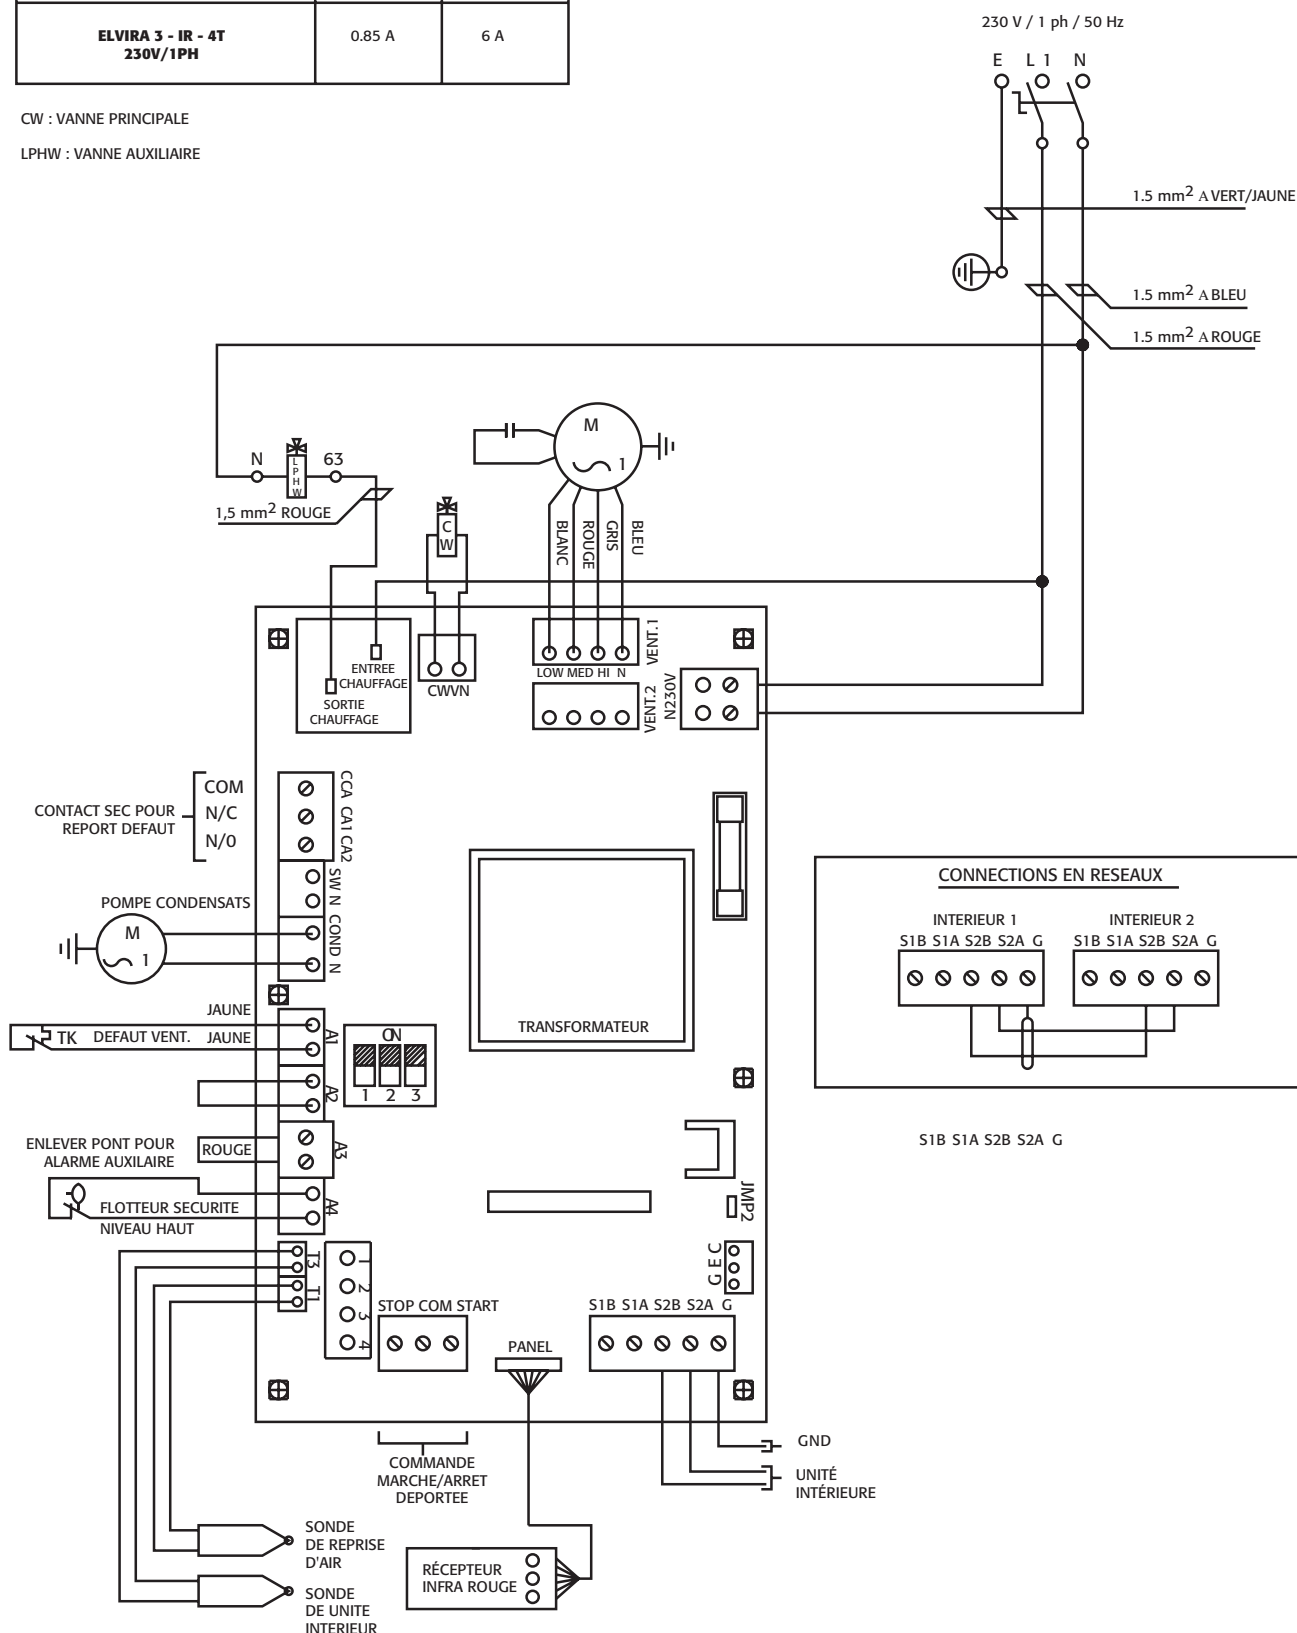 ELVIRA 3 - IR - 4T
230V/1PH
0.85 A
6 A
CW : VANNE PRINCIPALE
LPHW : VANNE AUXILIAIRE
230 V / 1 ph / 50 Hz
E L 1 N
1.5 mm2 A VERT/JAUNE
1.5 mm2 A BLEU
1.5 mm2 A ROUGE
N
LPHW
63
1,5 mm2 ROUGE
M
1
CW
BLANC
ROUGE
GRIS
BLEU
ENTREE
CHAUFFAGE
SORTIE
CHAUFFAGE
CWVN
LOW MED HI N
VENT.1
VENT.2
N230V
CONTACT SEC POUR
REPORT DEFAUT
COM
N/C
N/0
CCA CA1 CA2
SW N
COND N
POMPE CONDENSATS
M
1
TRANSFORMATEUR
JAUNE
TK DEFAUT VENT. JAUNE
A1
ON
1 2 3
A2
ENLEVER PONT POUR
ALARME AUXILAIRE
ROUGE
A3
FLOTTEUR SECURITE
NIVEAU HAUT
A4
T3
T1
1
2
3
4
JMP2
G E C
STOP COM START
PANEL
S1B S1A S2B S2A G
CONNECTIONS EN RESEAUX
INTERIEUR 1
S1B S1A S2B S2A G
INTERIEUR 2
S1B S1A S2B S2A G
S1B S1A S2B S2A G
GND
UNITÉ
INTÉRIEURE
COMMANDE
MARCHE/ARRET
DEPORTEE
SONDE
DE REPRISE
D'AIR
SONDE
DE UNITE
INTERIEUR
RÉCEPTEUR
INFRA ROUGE